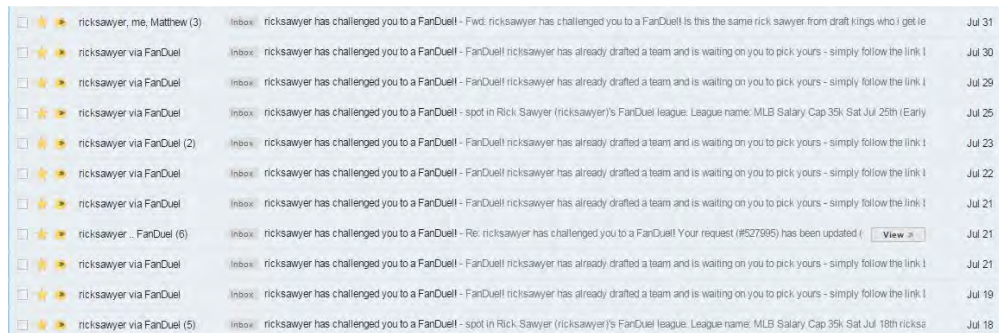 ricksawyer, me, Matthew (3) Inbox ricksawyer has challenged you to a FanDuel! - Fwd: ricksawyer has challenged you to a FanDuel! Is this the same rick sawyer from draft kings who i get le Jul 31
ricksawyer via FanDuel Inbox ricksawyer has challenged you to a FanDuel! - FanDuel! ricksawyer has already drafted a team and is waiting on you to pick yours - simply follow the link Jul 30
ricksawyer via FanDuel Inbox ricksawyer has challenged you to a FanDuel! - FanDuel! ricksawyer has already drafted a team and is waiting on you to pick yours - simply follow the link Jul 29
ricksawyer via FanDuel Inbox ricksawyer has challenged you to a FanDuel! - spot in Rick Sawyer (ricksawyer)'s FanDuel league. League name: MLB Salary Cap 35k Sat Jul 25th (Early Jul 25
ricksawyer via FanDuel (2) Inbox ricksawyer has challenged you to a FanDuel! - FanDuel! ricksawyer has already drafted a team and is waiting on you to pick yours - simply follow the link Jul 23
ricksawyer via FanDuel Inbox ricksawyer has challenged you to a FanDuel! - FanDuel! ricksawyer has already drafted a team and is waiting on you to pick yours - simply follow the link Jul 22
ricksawyer via FanDuel Inbox ricksawyer has challenged you to a FanDuel! - FanDuel! ricksawyer has already drafted a team and is waiting on you to pick yours - simply follow the link Jul 21
ricksawyer .. FanDuel (6) Inbox ricksawyer has challenged you to a FanDuel! - Re: ricksawyer has challenged you to a FanDuel! Your request (#527995) has been updated ( View » Jul 21
ricksawyer via FanDuel Inbox ricksawyer has challenged you to a FanDuel! - FanDuel! ricksawyer has already drafted a team and is waiting on you to pick yours - simply follow the link Jul 21
ricksawyer via FanDuel Inbox ricksawyer has challenged you to a FanDuel! - FanDuel! ricksawyer has already drafted a team and is waiting on you to pick yours - simply follow the link Jul 19
ricksawyer via FanDuel (5) Inbox ricksawyer has challenged you to a FanDuel! - spot in Rick Sawyer (ricksawyer)'s FanDuel league. League name: MLB Salary Cap 35k Sat Jul 18th ricksa Jul 18